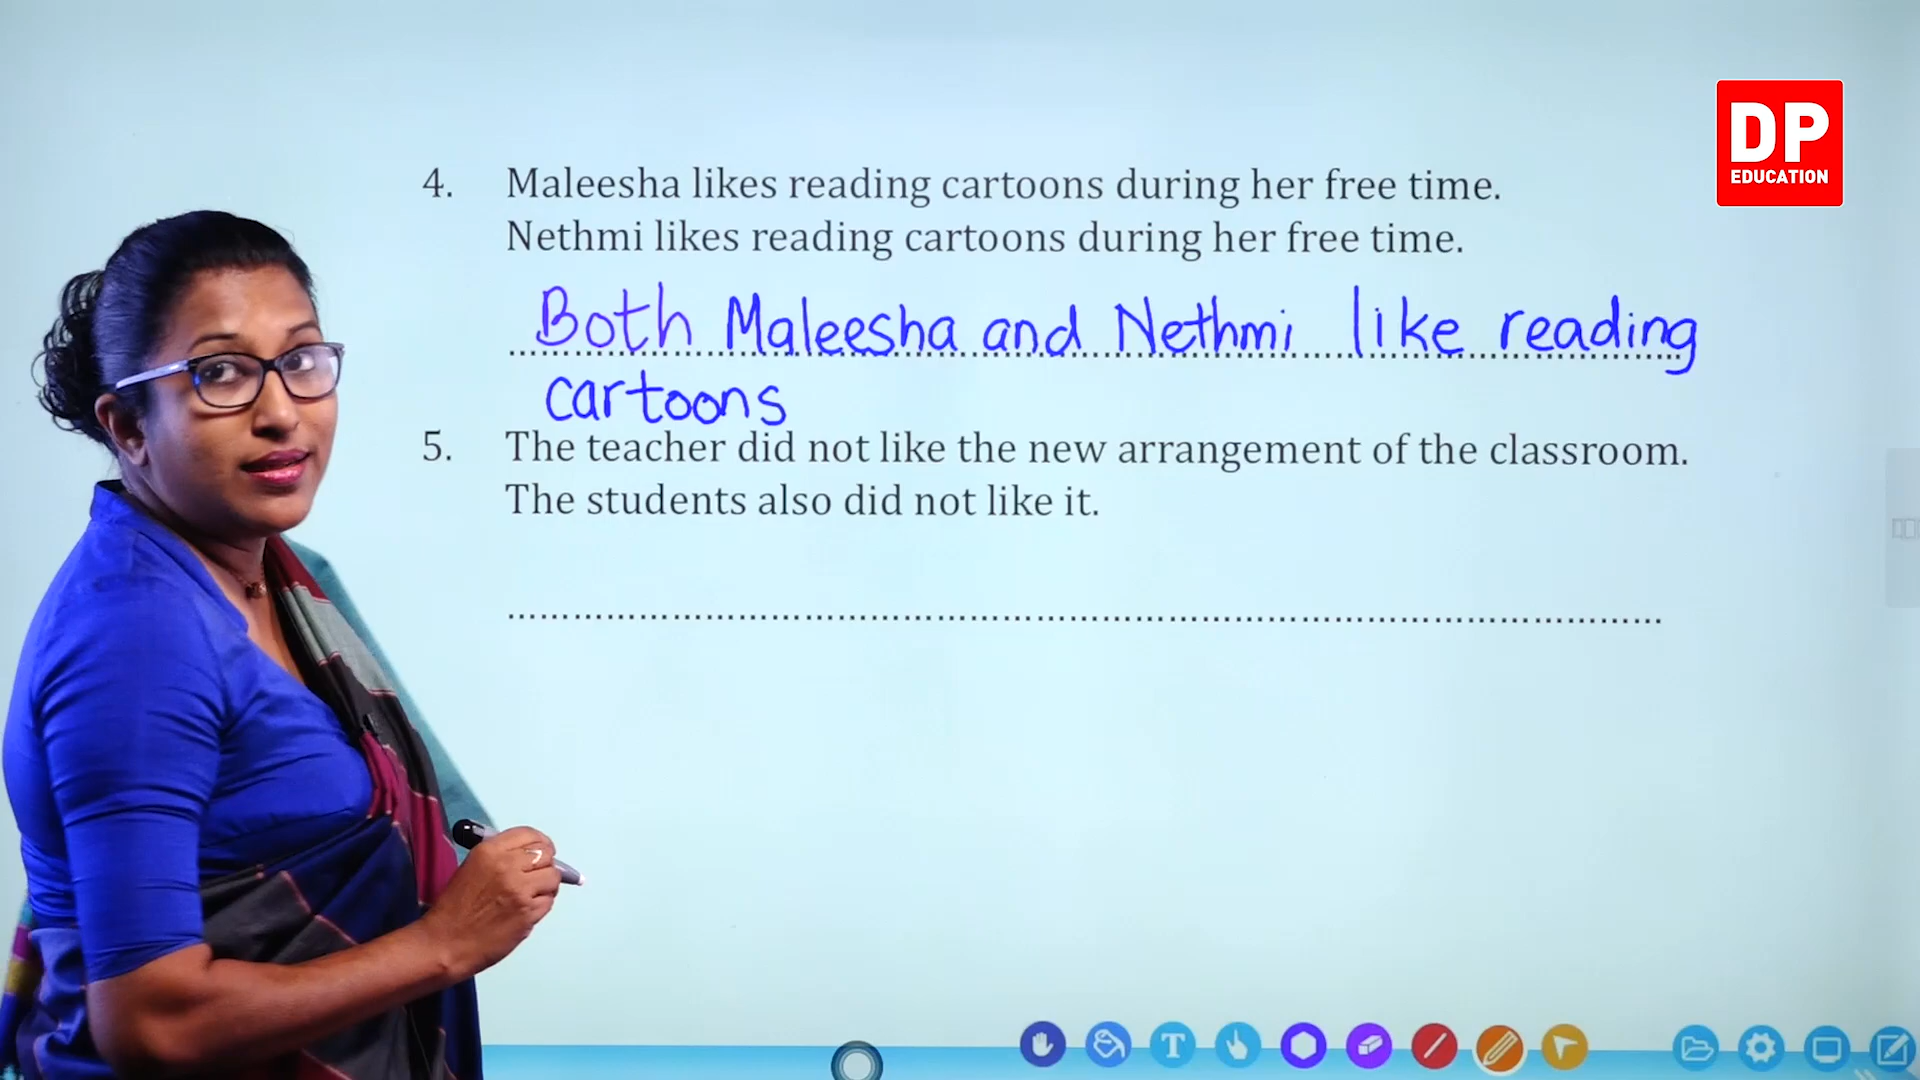 DP
EDUCATION
4. Maleesha likes reading cartoons during her free time.
Nethmi likes reading cartoons during her free time.
Both Maleesha and Nethmi like reading
cartoons
5. The teacher did not like the new arrangement of the classroom.
The students also did not like it.
T